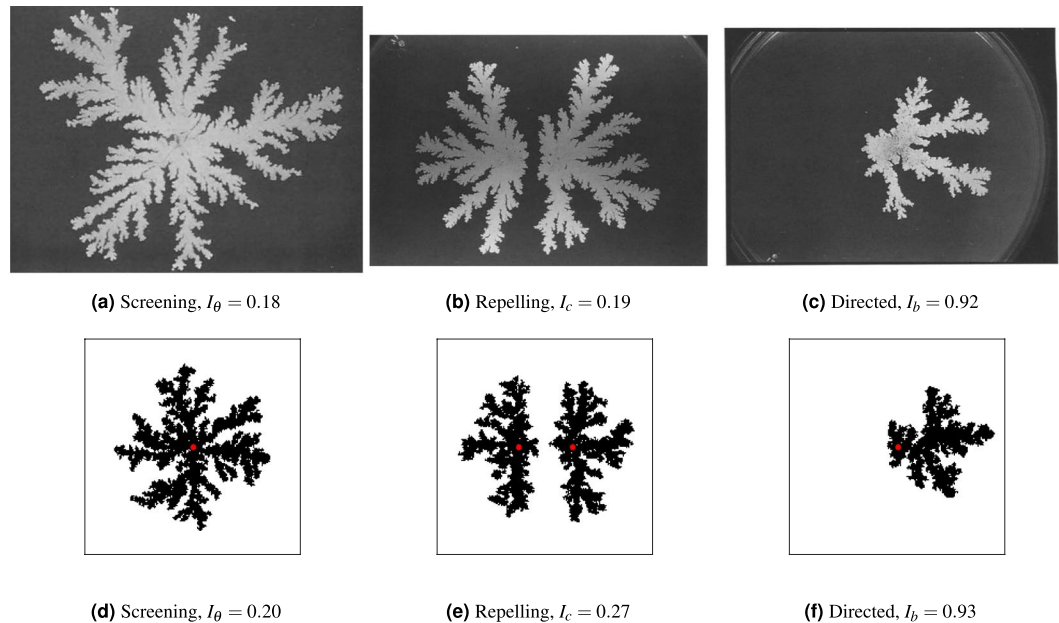 (a) Screening, I_θ = 0.18
(b) Repelling, I_c = 0.19
(c) Directed, I_b = 0.92
(d) Screening, I_θ = 0.20
(e) Repelling, I_c = 0.27
(f) Directed, I_b = 0.93